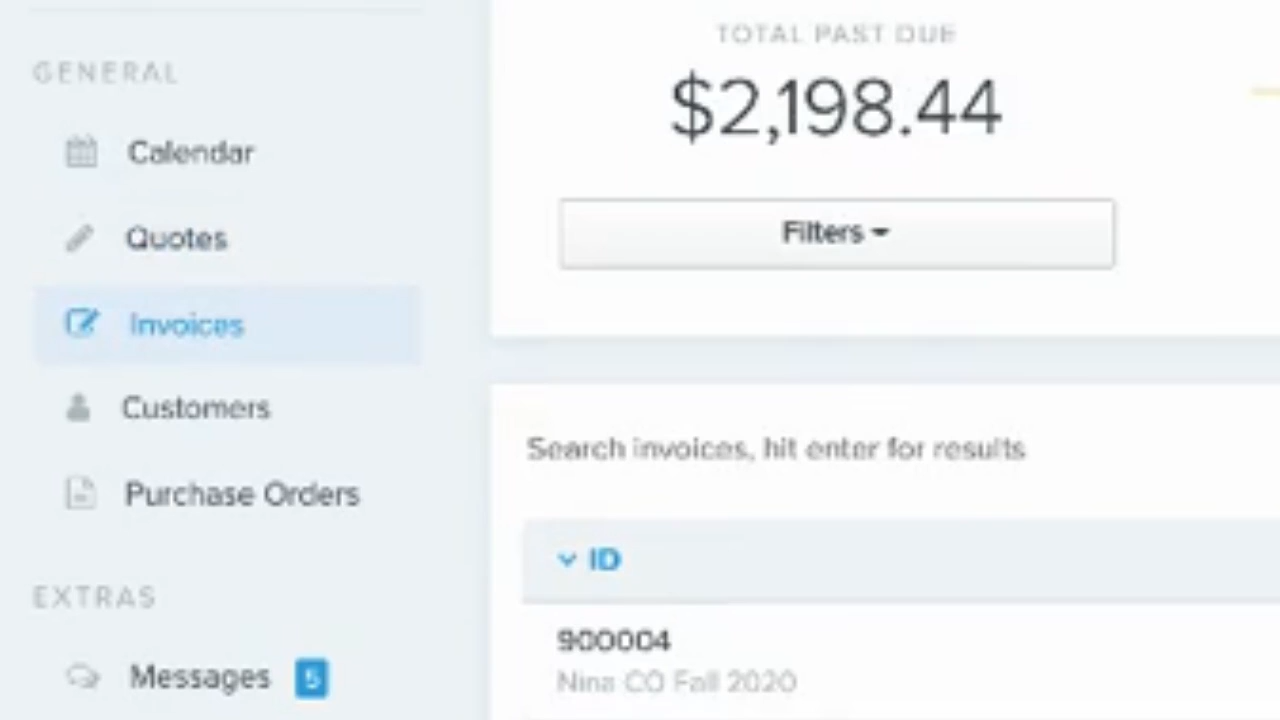 GENERAL
Calendar
Quotes
Invoices
Customers
Purchase Orders
EXTRAS
Messages 5
TOTAL PAST DUE
$2,198.44
Filters
Search invoices, hit enter for results
ID
900004
Nina CO Fall 2020